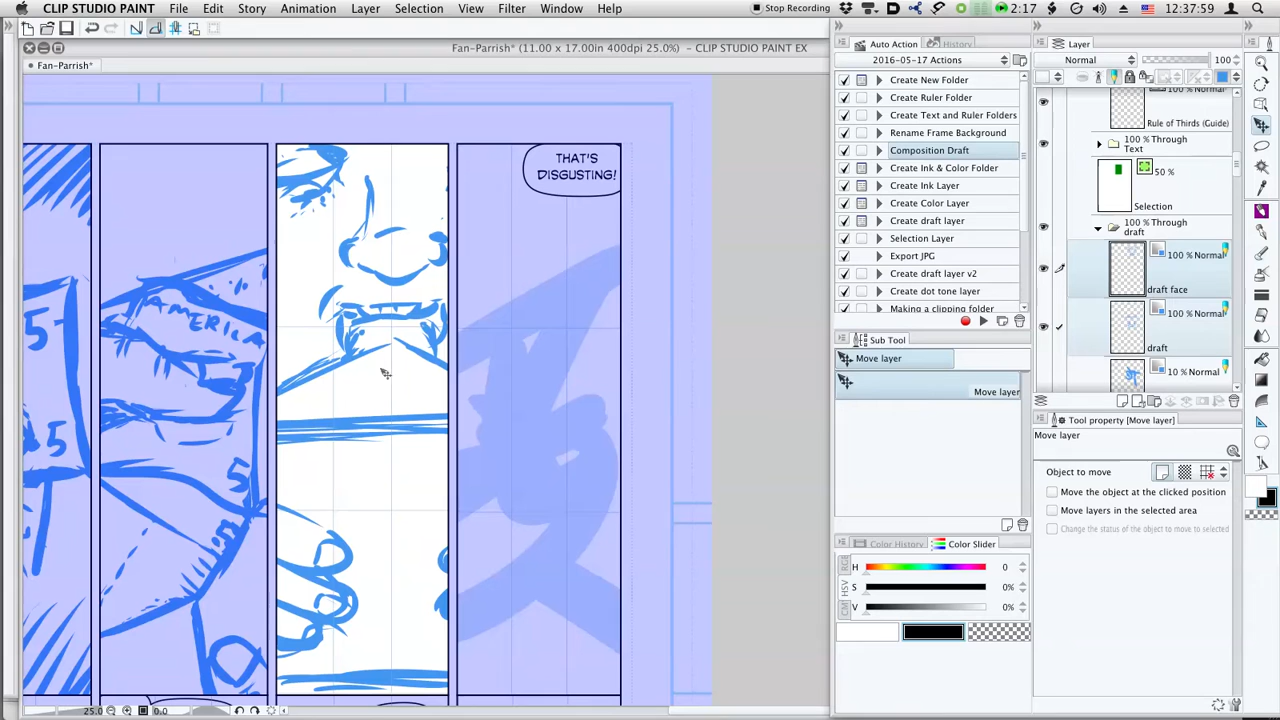 CLIP STUDIO PAINT File Edit Story Animation Layer Selection View Filter Window Help Stop Recording 2:17 12:37:59
Fan-Parrish* (11.00 x 17.00in 400dpi 25.0%) - CLIP STUDIO PAINT EX
Fan-Parrish*
THAT'S
DISGUSTING!
MERIC
5
5
5
25.0
0.0
Auto Action History
2016-05-17 Actions
Create New Folder
Create Ruler Folder
Create Text and Ruler Folders
Rename Frame Background
Composition Draft
Create Ink & Color Folder
Create Ink Layer
Create Color Layer
Create draft layer
Selection Layer
Export JPG
Create draft layer v2
Create dot tone layer
Making a clipping folder
Sub Tool
Move layer
Move layer
Color History Color Slider
RGB
HSV
CM
H 0
S 0%
V 0%
Layer
Normal 100
100 % Normal
Rule of Thirds (Guide)
100 % Through
Text
50 %
Selection
100 % Through
draft
100 % Normal
draft face
100 % Normal
draft
10 % Normal
Tool property [Move layer]
Move layer
Object to move
Move the object at the clicked position
Move layers in the selected area
Change the status of the object to move to selected